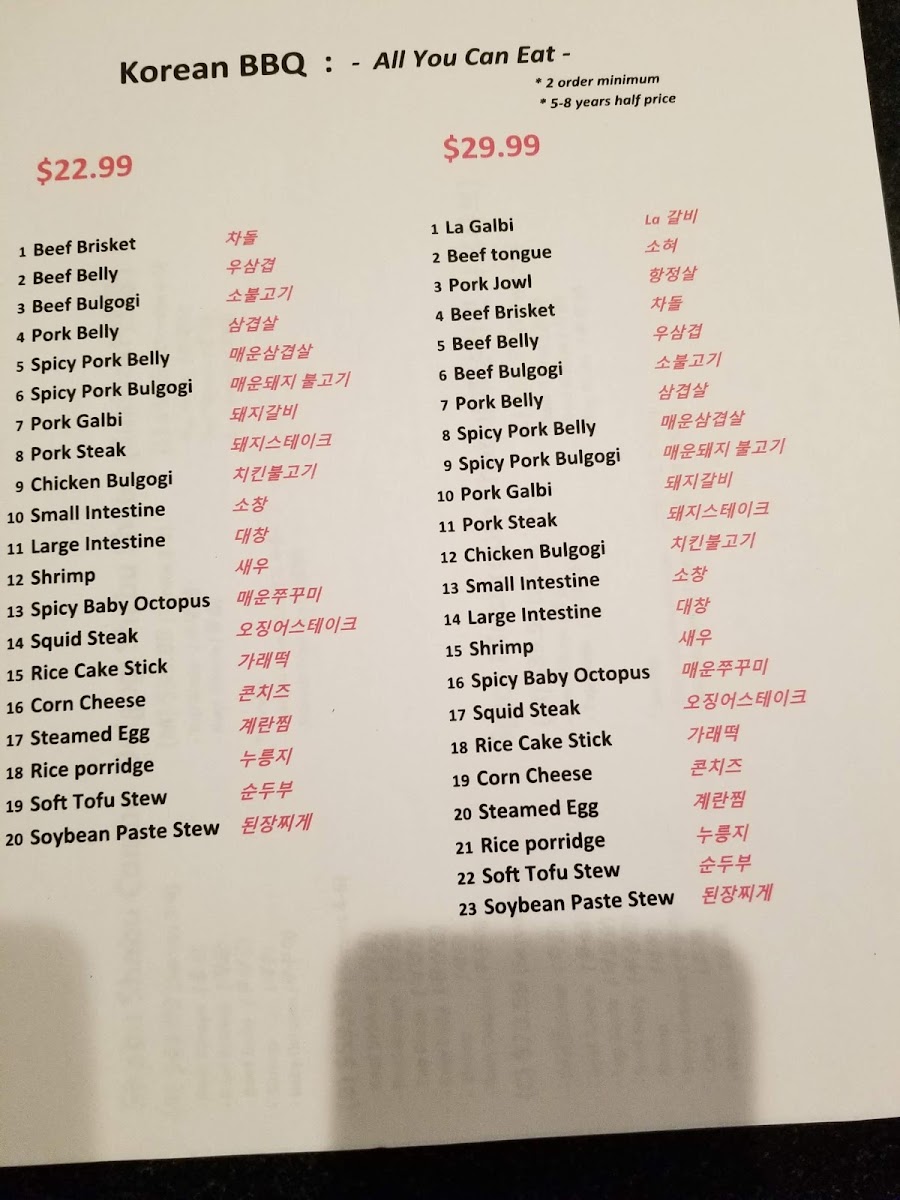 Korean BBQ : - All You Can Eat -
* 2 order minimum
* 5-8 years half price
$22.99
1 Beef Brisket 차돌
2 Beef Belly 우삼겹
3 Beef Bulgogi 소불고기
4 Pork Belly 삼겹살
5 Spicy Pork Belly 매운삼겹살
6 Spicy Pork Bulgogi 매운돼지 불고기
7 Pork Galbi 돼지갈비
8 Pork Steak 돼지스테이크
9 Chicken Bulgogi 치킨불고기
10 Small Intestine 소창
11 Large Intestine 대창
12 Shrimp 새우
13 Spicy Baby Octopus 매운쭈꾸미
14 Squid Steak 오징어스테이크
15 Rice Cake Stick 가래떡
16 Corn Cheese 콘치즈
17 Steamed Egg 계란찜
18 Rice porridge 누룽지
19 Soft Tofu Stew 순두부
20 Soybean Paste Stew 된장찌게
$29.99
1 La Galbi La 갈비
2 Beef tongue 소혀
3 Pork Jowl 항정살
4 Beef Brisket 차돌
5 Beef Belly 우삼겹
6 Beef Bulgogi 소불고기
7 Pork Belly 삼겹살
8 Spicy Pork Belly 매운삼겹살
9 Spicy Pork Bulgogi 매운돼지 불고기
10 Pork Galbi 돼지갈비
11 Pork Steak 돼지스테이크
12 Chicken Bulgogi 치킨불고기
13 Small Intestine 소창
14 Large Intestine 대창
15 Shrimp 새우
16 Spicy Baby Octopus 매운쭈꾸미
17 Squid Steak 오징어스테이크
18 Rice Cake Stick 가래떡
19 Corn Cheese 콘치즈
20 Steamed Egg 계란찜
21 Rice porridge 누룽지
22 Soft Tofu Stew 순두부
23 Soybean Paste Stew 된장찌게